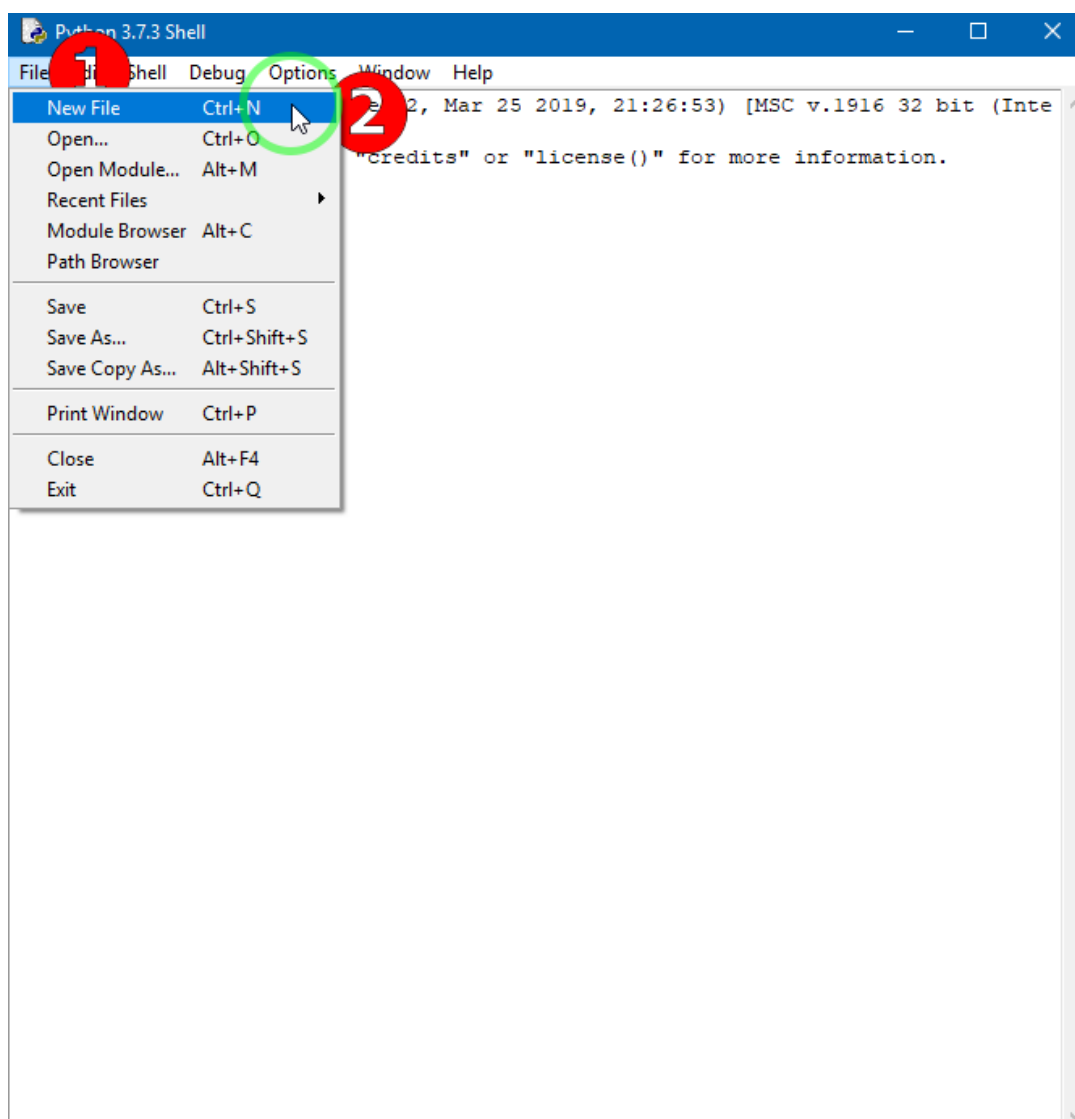 Python 3.7.3 Shell
File Shell Debug Options Window Help
1
2
New File Ctrl+N
2, Mar 25 2019, 21:26:53) [MSC v.1916 32 bit (Inte
Open... Ctrl+O
"credits" or "license()" for more information.
Open Module... Alt+M
Recent Files
Module Browser Alt+C
Path Browser
Save Ctrl+S
Save As... Ctrl+Shift+S
Save Copy As... Alt+Shift+S
Print Window Ctrl+P
Close Alt+F4
Exit Ctrl+Q